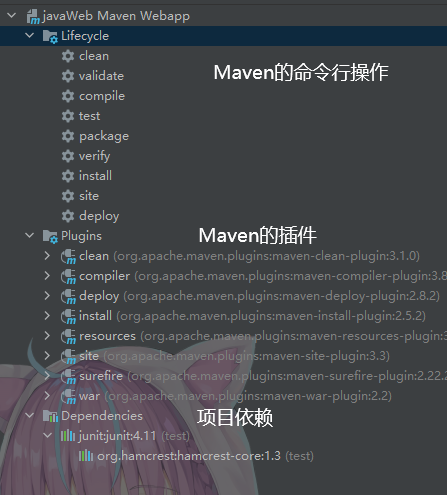 javaWeb Maven Webapp
Lifecycle
clean
validate
Maven的命令行操作
compile
test
package
verify
install
site
deploy
Plugins
Maven的插件
clean (org.apache.maven.plugins:maven-clean-plugin:3.1.0)
compiler (org.apache.maven.plugins:maven-compiler-plugin:3.8
deploy (org.apache.maven.plugins:maven-deploy-plugin:2.8.2)
install (org.apache.maven.plugins:maven-install-plugin:2.5.2)
resources (org.apache.maven.plugins:maven-resources-plugin:3
site (org.apache.maven.plugins:maven-site-plugin:3.3)
surefire (org.apache.maven.plugins:maven-surefire-plugin:2.22.2
war (org.apache.maven.plugins:maven-war-plugin:2.2)
Dependencies
项目依赖
junit:junit:4.11 (test)
org.hamcrest:hamcrest-core:1.3 (test)